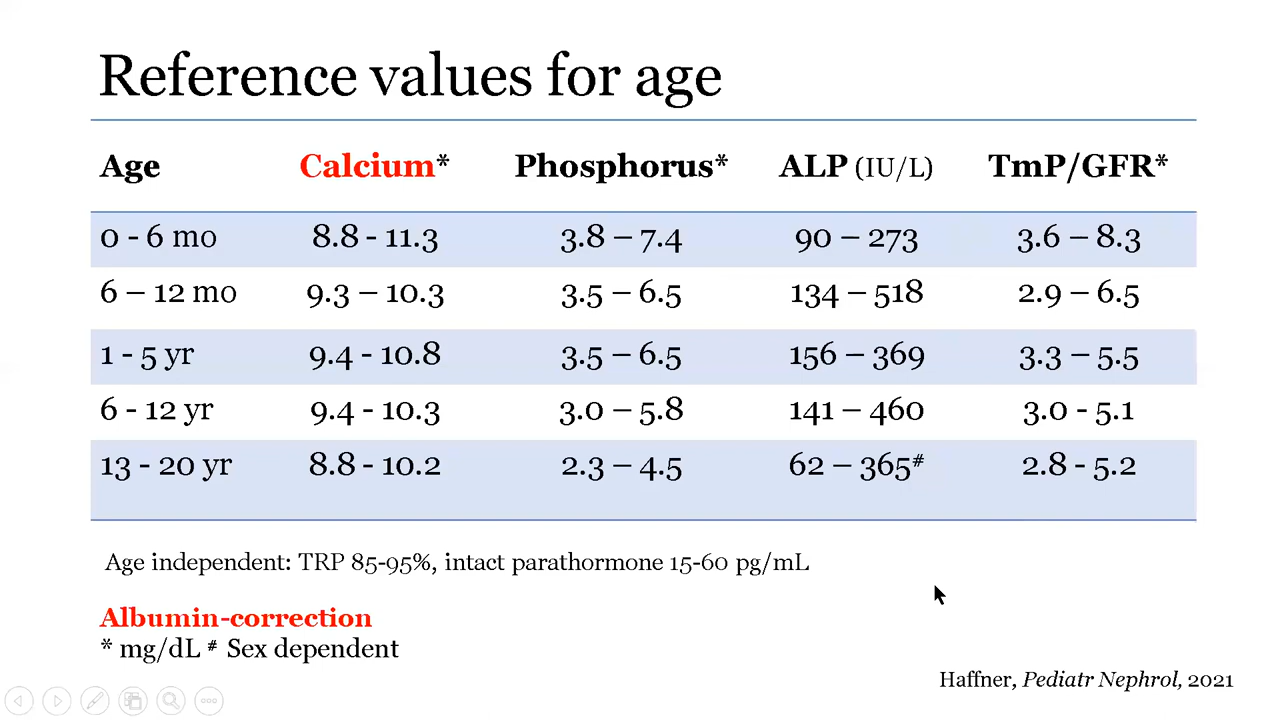 Reference values for age
Age Calcium* Phosphorus* ALP (IU/L) TmP/GFR*
0 - 6 mo 8.8 - 11.3 3.8 – 7.4 90 – 273 3.6 – 8.3
6 – 12 mo 9.3 – 10.3 3.5 – 6.5 134 – 518 2.9 – 6.5
1 - 5 yr 9.4 - 10.8 3.5 – 6.5 156 – 369 3.3 – 5.5
6 - 12 yr 9.4 - 10.3 3.0 – 5.8 141 – 460 3.0 - 5.1
13 - 20 yr 8.8 - 10.2 2.3 – 4.5 62 – 365# 2.8 - 5.2
Age independent: TRP 85-95%, intact parathormone 15-60 pg/mL
Albumin-correction
* mg/dL # Sex dependent
Haffner, Pediatr Nephrol, 2021